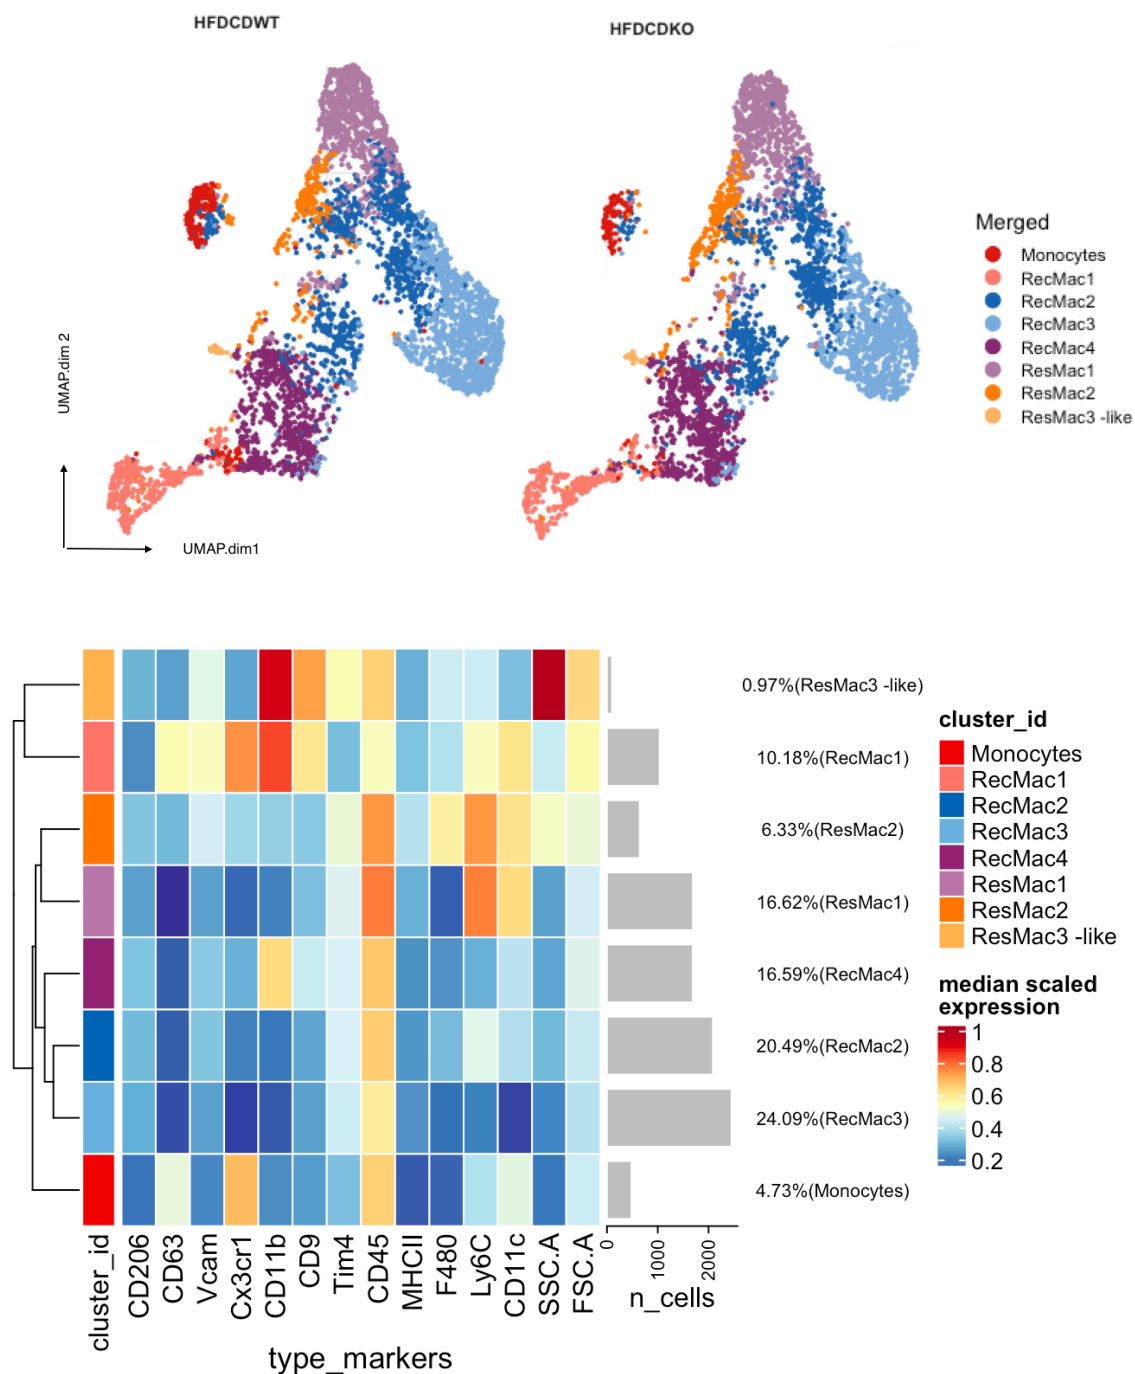 HFDCDWT
HFDCDKO
Merged
Monocytes
RecMac1
RecMac2
RecMac3
RecMac4
ResMac1
ResMac2
ResMac3 -like
UMAP.dim 2
UMAP.dim1
0.97%(ResMac3 -like)
10.18%(RecMac1)
6.33%(ResMac2)
16.62%(ResMac1)
16.59%(RecMac4)
20.49%(RecMac2)
24.09%(RecMac3)
4.73%(Monocytes)
cluster_id
Monocytes
RecMac1
RecMac2
RecMac3
RecMac4
ResMac1
ResMac2
ResMac3 -like
median scaled
expression
1
0.8
0.6
0.4
0.2
cluster_id
CD206
CD63
Vcam
Cx3cr1
CD11b
CD9
Tim4
CD45
MHCII
F480
Ly6C
CD11c
SSC.A
FSC.A
0
1000
2000
n_cells
type_markers